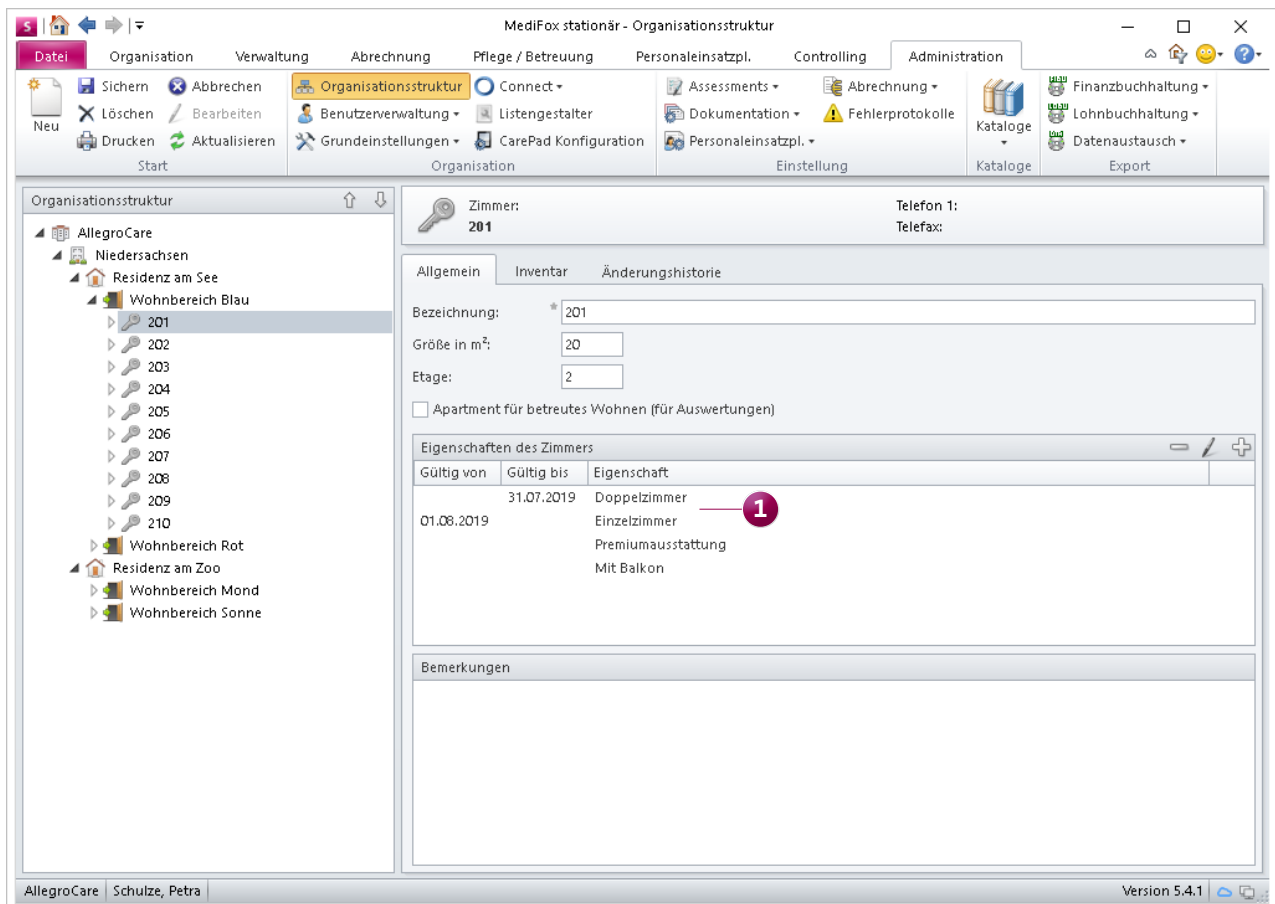 S MediFox stationär - Organisationsstruktur
Datei Organisation Verwaltung Abrechnung Pflege / Betreuung Personaleinsatzpl. Controlling Administration
Neu
Sichern Abbrechen
Löschen Bearbeiten
Drucken Aktualisieren
Start
Organisationsstruktur Connect
Benutzerverwaltung Listengestalter
Grundeinstellungen CarePad Konfiguration
Organisation
Assessments Abrechnung
Dokumentation Fehlerprotokolle
Personaleinsatzpl.
Einstellung
Kataloge
Kataloge
Finanzbuchhaltung
Lohnbuchhaltung
Datenaustausch
Export
Organisationsstruktur
AllegroCare
Niedersachsen
Residenz am See
Wohnbereich Blau
201
202
203
204
205
206
207
208
209
210
Wohnbereich Rot
Residenz am Zoo
Wohnbereich Mond
Wohnbereich Sonne
Zimmer: Telefon 1:
201 Telefax:
Allgemein Inventar Änderungshistorie
Bezeichnung: * 201
Größe in m²: 20
Etage: 2
Apartment für betreutes Wohnen (für Auswertungen)
Eigenschaften des Zimmers
Gültig von Gültig bis Eigenschaft
31.07.2019 Doppelzimmer
1
01.08.2019 Einzelzimmer
Premiumausstattung
Mit Balkon
Bemerkungen
AllegroCare Schulze, Petra Version 5.4.1